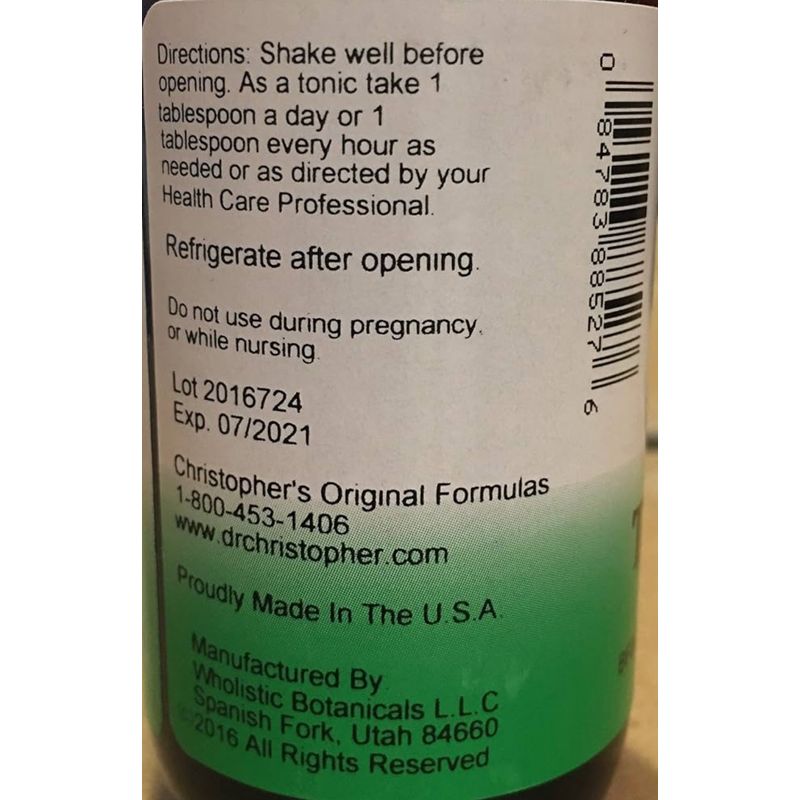 Directions: Shake well before
opening. As a tonic take 1
tablespoon a day or 1
tablespoon every hour as
needed or as directed by your
Health Care Professional.
Refrigerate after opening.
Do not use during pregnancy.
or while nursing.
Lot 2016724
Exp. 07/2021
Christopher's Original Formulas
1-800-453-1406
www.drchristopher.com
Proudly Made In The U.S.A.
Manufactured By
Wholistic Botanicals L.L.C
Spanish Fork, Utah 84660
©2016 All Rights Reserved
0 84783 88527 6